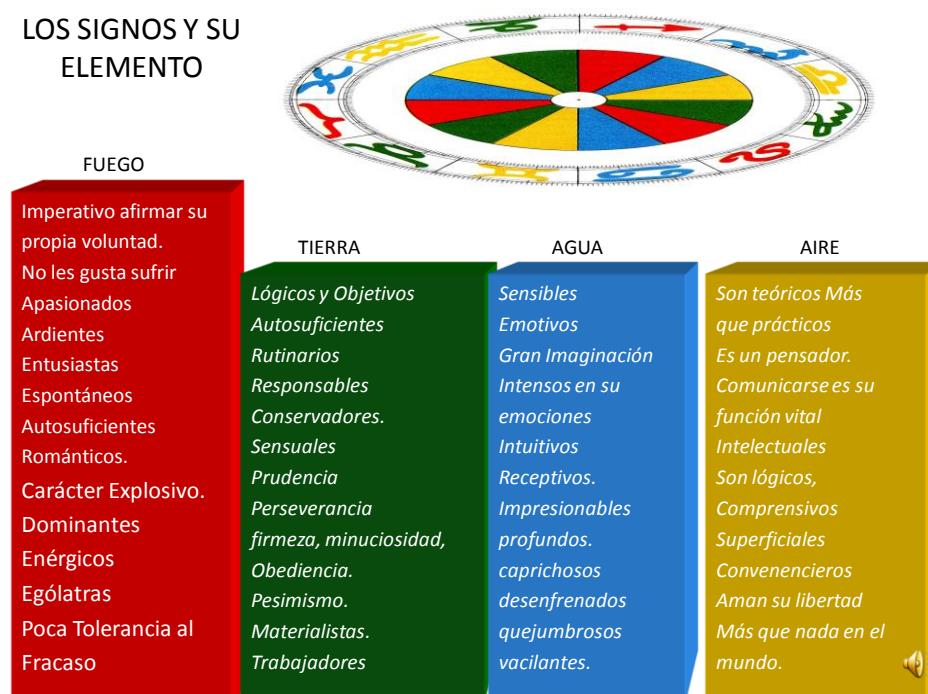 LOS SIGNOS Y SU
ELEMENTO
FUEGO
Imperativo afirmar su
propia voluntad.
No les gusta sufrir
Apasionados
Ardientes
Entusiastas
Espontáneos
Autosuficientes
Románticos.
Carácter Explosivo.
Dominantes
Enérgicos
Ególatras
Poca Tolerancia al
Fracaso
TIERRA
Lógicos y Objetivos
Autosuficientes
Rutinarios
Responsables
Conservadores.
Sensuales
Prudencia
Perseverancia
firmeza, minuciosidad,
Obediencia.
Pesimismo.
Materialistas.
Trabajadores
AGUA
Sensibles
Emotivos
Gran Imaginación
Intensos en su
emociones
Intuitivos
Receptivos.
Impresionables
profundos.
caprichosos
desenfrenados
quejumbrosos
vacilantes.
AIRE
Son teóricos Más
que prácticos
Es un pensador.
Comunicarse es su
función vital
Intelectuales
Son lógicos,
Comprensivos
Superficiales
Convenencieros
Aman su libertad
Más que nada en el
mundo.